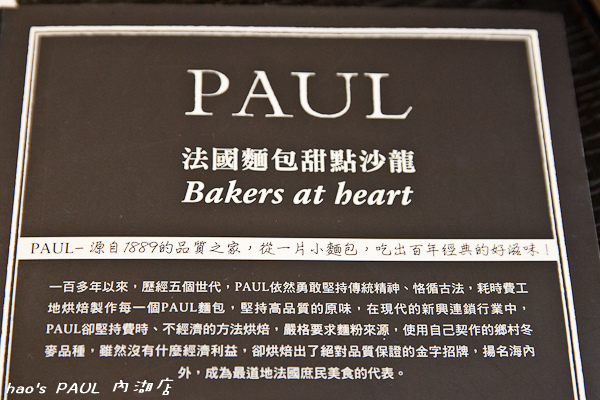 PAUL
法國麵包甜點沙龍
Bakers at heart
PAUL－源自1889的品質之家，從一片小麵包，吃出百年經典的好滋味！
一百多年以來，歷經五個世代，PAUL依然勇敢堅持傳統精神、恪循古法，耗時費工
地烘焙製作每一個PAUL麵包，堅持高品質的原味，在現代的新興連鎖行業中，
PAUL卻堅持費時、不經濟的方法烘焙，嚴格要求麵粉來源，使用自己契作的鄉村冬
麥品種，雖然沒有什麼經濟利益，卻烘焙出了絕對品質保證的金字招牌，揚名海內
外，成為最道地法國庶民美食的代表。
hao's PAUL 內湖店